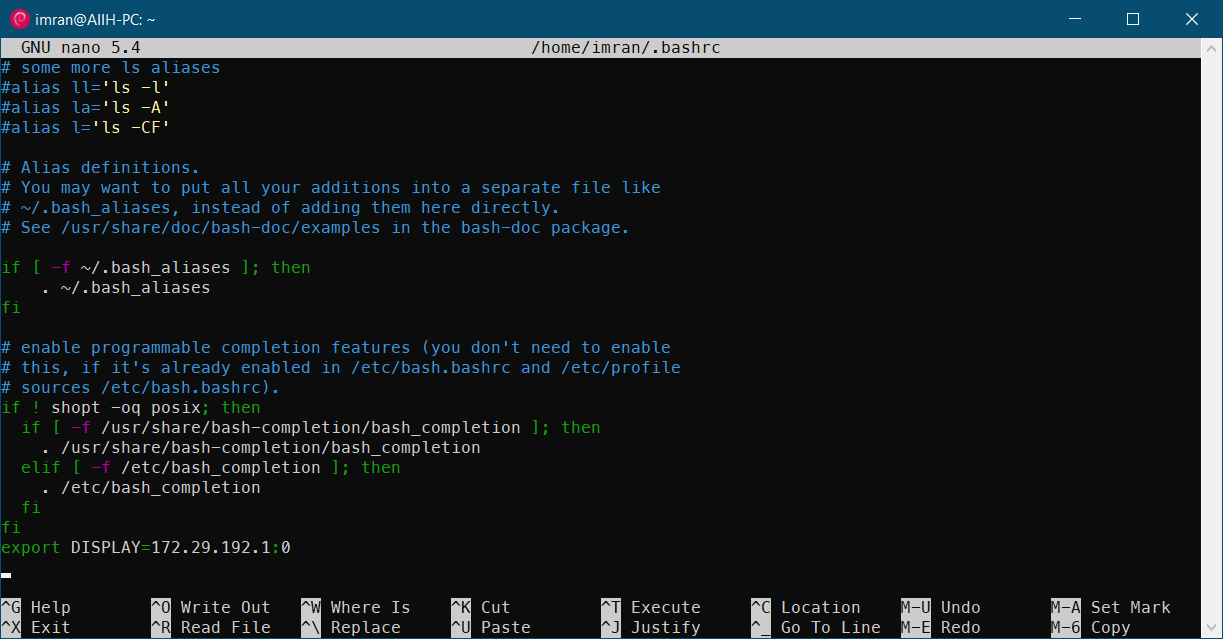 imran@AIIH-PC: ~
GNU nano 5.4 /home/imran/.bashrc
# some more ls aliases
#alias ll='ls -l'
#alias la='ls -A'
#alias l='ls -CF'

# Alias definitions.
# You may want to put all your additions into a separate file like
# ~/.bash_aliases, instead of adding them here directly.
# See /usr/share/doc/bash-doc/examples in the bash-doc package.

if [ -f ~/.bash_aliases ]; then
    . ~/.bash_aliases
fi

# enable programmable completion features (you don't need to enable
# this, if it's already enabled in /etc/bash.bashrc and /etc/profile
# sources /etc/bash.bashrc).
if ! shopt -oq posix; then
  if [ -f /usr/share/bash-completion/bash_completion ]; then
    . /usr/share/bash-completion/bash_completion
  elif [ -f /etc/bash_completion ]; then
    . /etc/bash_completion
  fi
fi
export DISPLAY=172.29.192.1:0

^G Help ^O Write Out ^W Where Is ^K Cut ^T Execute ^C Location M-U Undo M-A Set Mark
^X Exit ^R Read File ^\ Replace ^U Paste ^J Justify ^_ Go To Line M-E Redo M-6 Copy